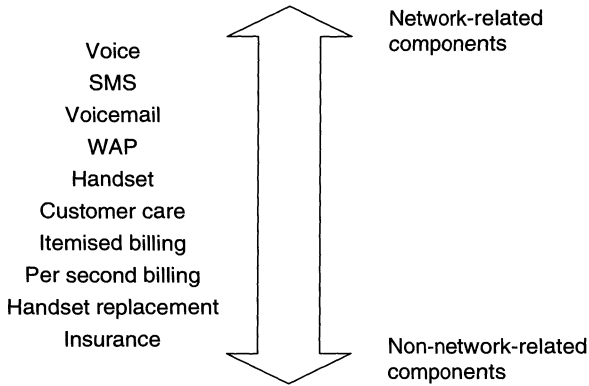 Network-related
components
Voice
SMS
Voicemail
WAP
Handset
Customer care
Itemised billing
Per second billing
Handset replacement
Insurance
Non-network-related
components